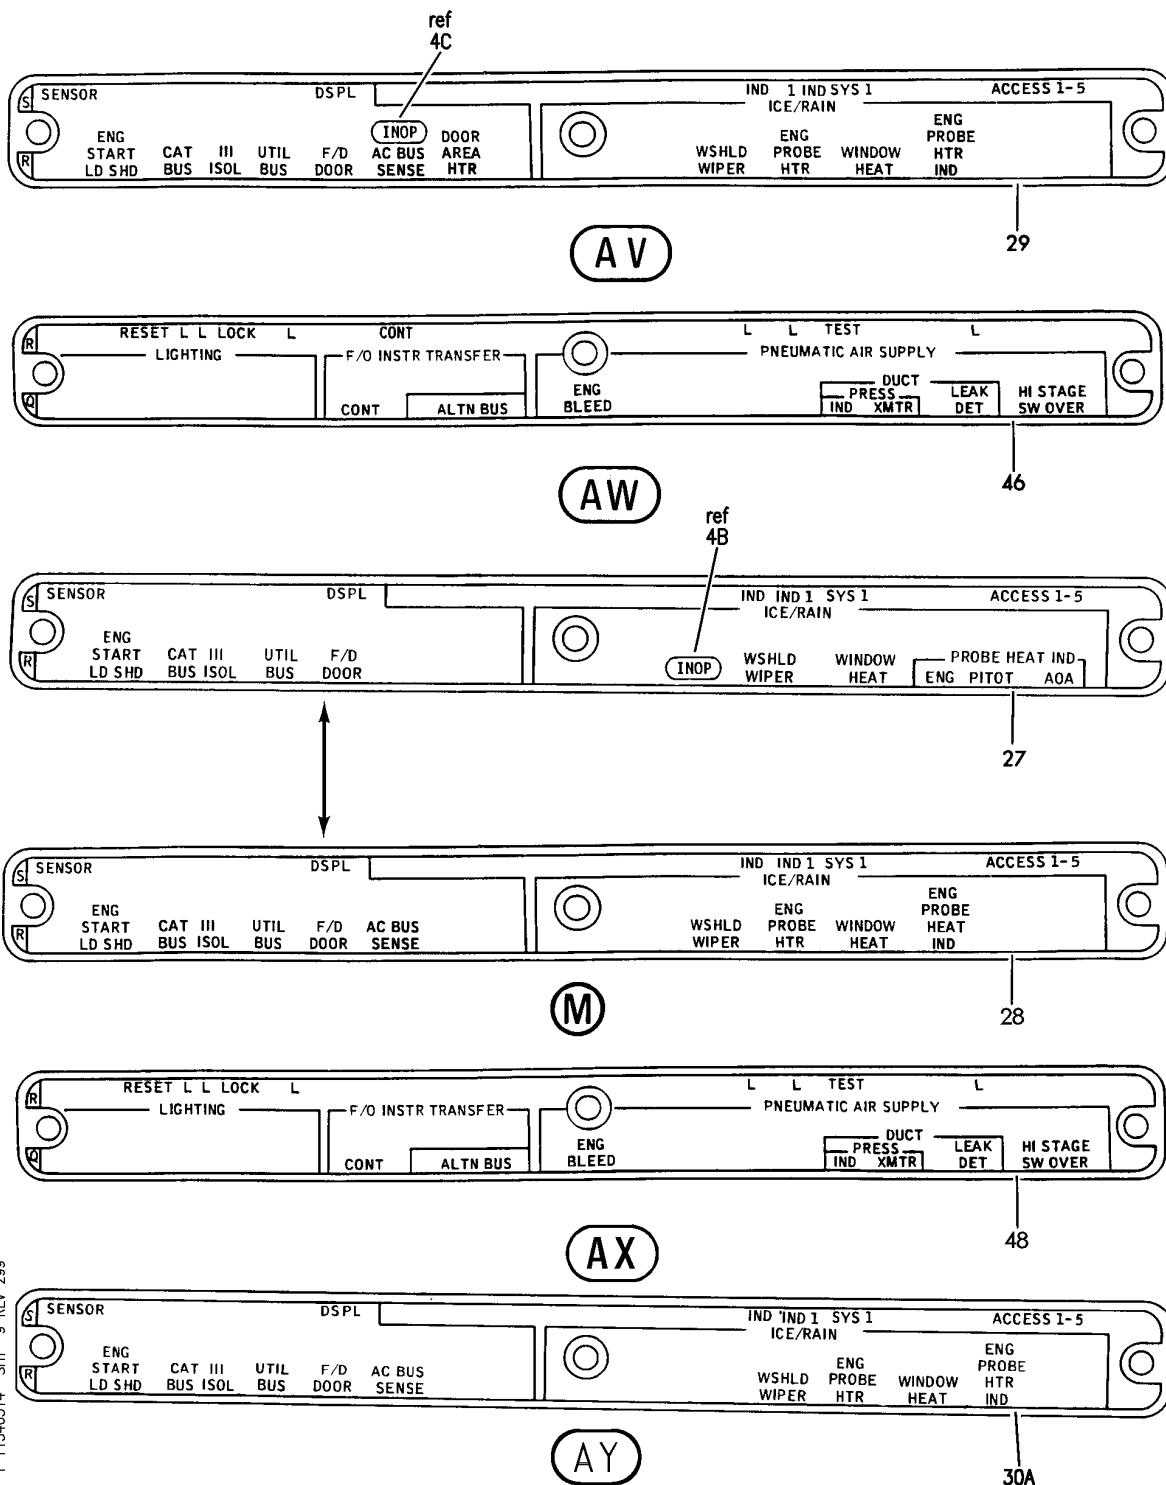 ref
4C
S SENSOR DSPL IND 1 IND SYS 1 ACCESS 1-5
ICE/RAIN
ENG START LD SHD
CAT III BUS ISOL
UTIL BUS
F/D DOOR
INOP
AC BUS SENSE
DOOR AREA HTR
WSHLD WIPER
ENG PROBE HTR
WINDOW HEAT
ENG PROBE HTR IND
R
29
AV
R RESET L L LOCK L CONT L L TEST L
LIGHTING F/O INSTR TRANSFER PNEUMATIC AIR SUPPLY
Q
CONT ALTN BUS
ENG BLEED
DUCT
PRESS
IND XMTR
LEAK DET
HI STAGE SW OVER
46
AW
ref
4B
S SENSOR DSPL IND IND 1 SYS 1 ACCESS 1-5
ICE/RAIN
ENG START LD SHD
CAT III BUS ISOL
UTIL BUS
F/D DOOR
INOP
WSHLD WIPER
WINDOW HEAT
PROBE HEAT IND
ENG PITOT AOA
R
27
S SENSOR DSPL IND IND 1 SYS 1 ACCESS 1-5
ICE/RAIN
ENG START LD SHD
CAT III BUS ISOL
UTIL BUS
F/D DOOR
AC BUS SENSE
WSHLD WIPER
ENG PROBE HTR
WINDOW HEAT
ENG PROBE HEAT IND
R
28
M
R RESET L L LOCK L L L TEST L
LIGHTING F/O INSTR TRANSFER PNEUMATIC AIR SUPPLY
Q
CONT ALTN BUS
ENG BLEED
DUCT
PRESS
IND XMTR
LEAK DET
HI STAGE SW OVER
48
AX
S SENSOR DSPL IND IND 1 SYS 1 ACCESS 1-5
ICE/RAIN
ENG START LD SHD
CAT III BUS ISOL
UTIL BUS
F/D DOOR
AC BUS SENSE
WSHLD WIPER
ENG PROBE HTR
WINDOW HEAT
ENG PROBE HTR IND
R
30A
AY
SHT 9 REV 299